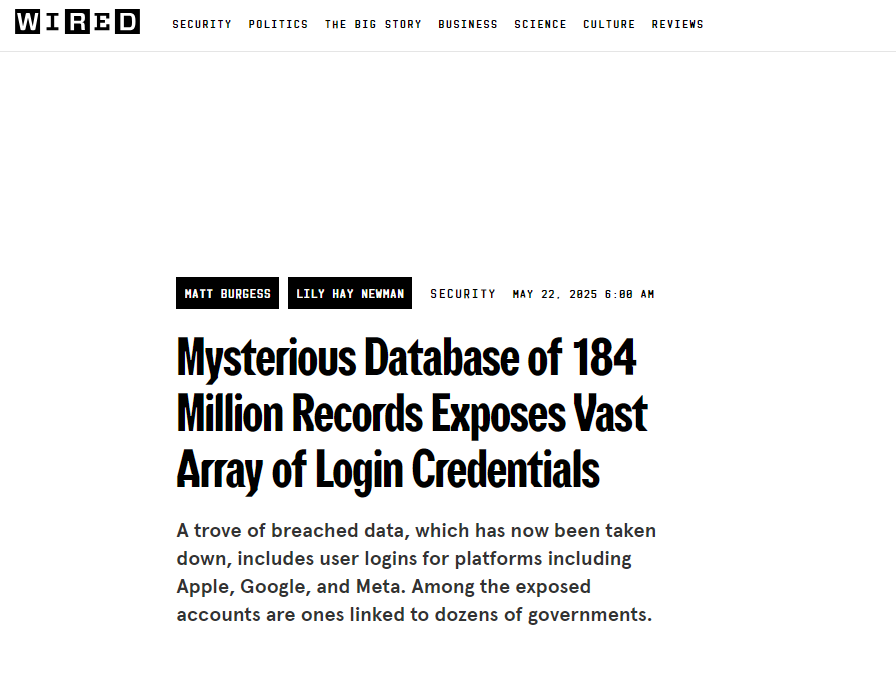 WIRED SECURITY POLITICS THE BIG STORY BUSINESS SCIENCE CULTURE REVIEWS
MATT BURGESS LILY HAY NEWMAN SECURITY MAY 22, 2025 6:00 AM
Mysterious Database of 184
Million Records Exposes Vast
Array of Login Credentials
A trove of breached data, which has now been taken
down, includes user logins for platforms including
Apple, Google, and Meta. Among the exposed
accounts are ones linked to dozens of governments.